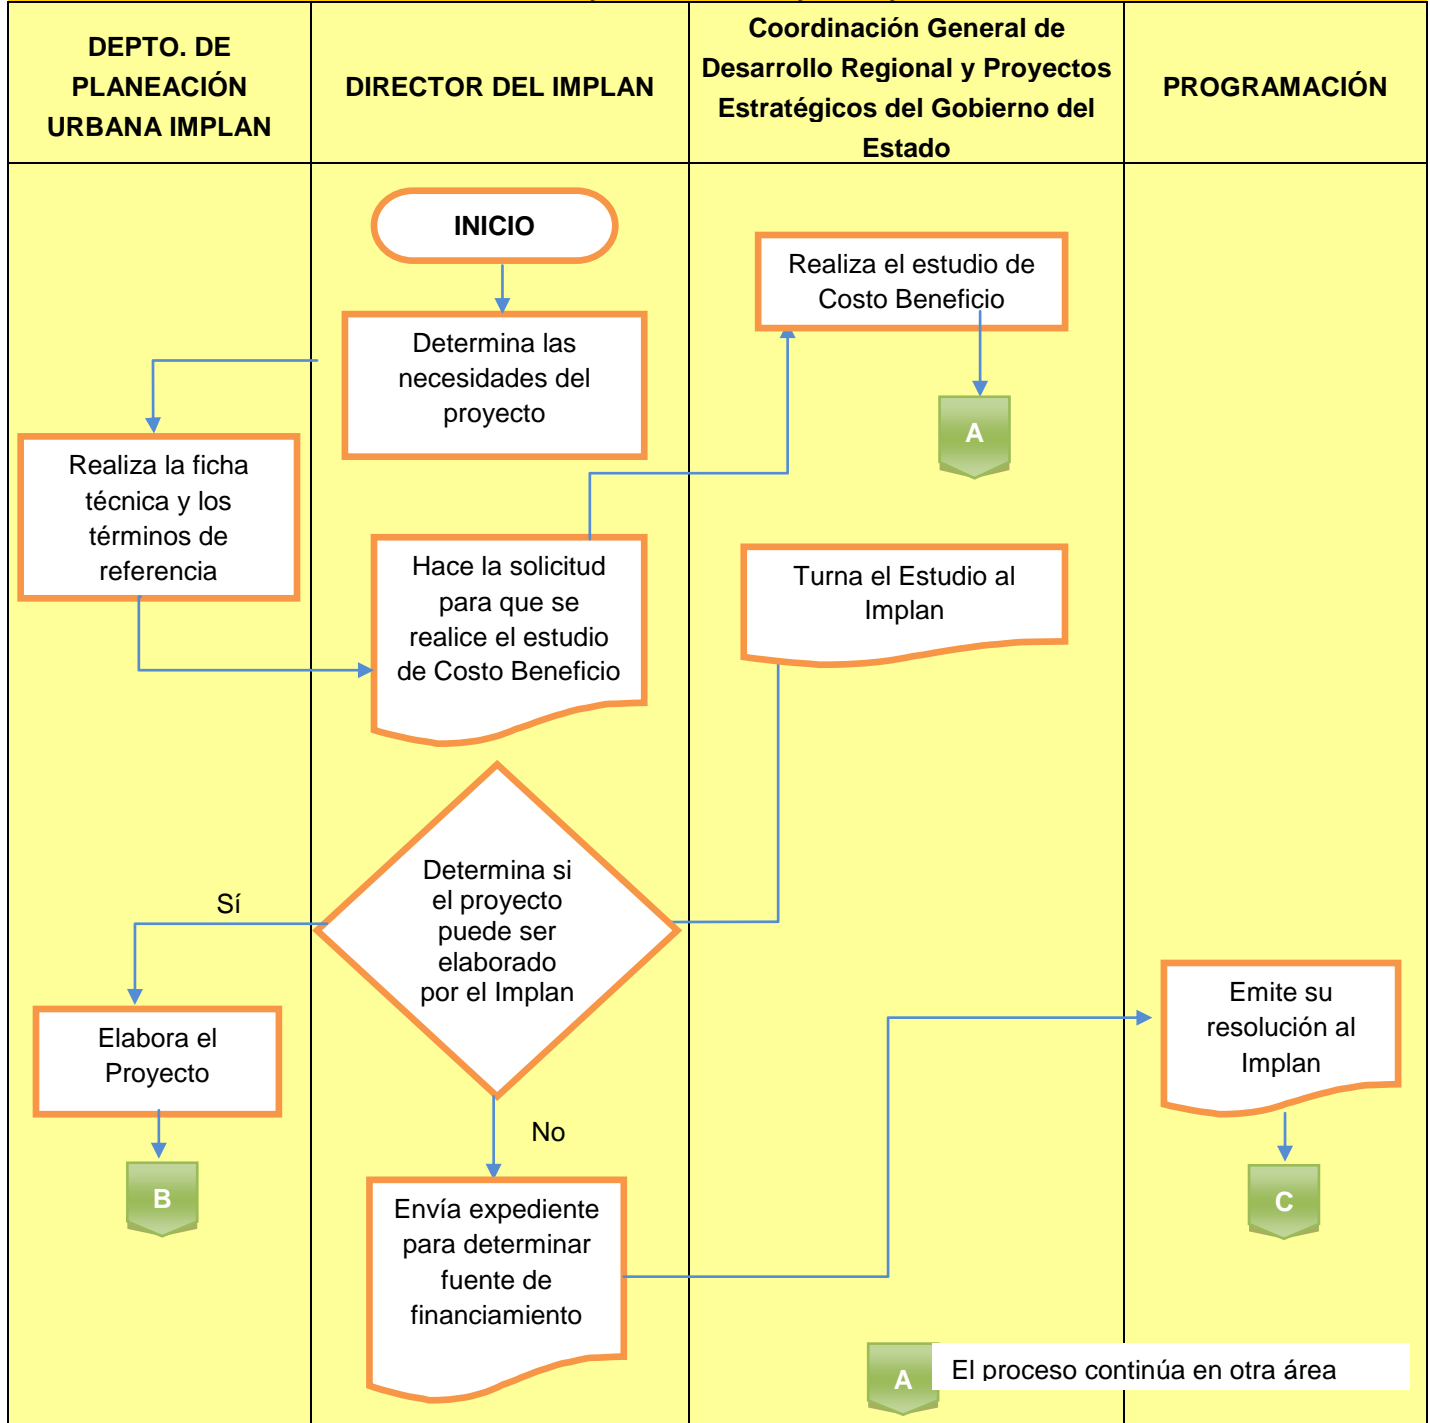 DEPTO. DE
PLANEACIÓN
URBANA IMPLAN
DIRECTOR DEL IMPLAN
Coordinación General de
Desarrollo Regional y Proyectos
Estratégicos del Gobierno del
Estado
PROGRAMACIÓN
INICIO
Determina las
necesidades del
proyecto
Realiza la ficha
técnica y los
términos de
referencia
Hace la solicitud
para que se
realice el estudio
de Costo Beneficio
Realiza el estudio de
Costo Beneficio
A
Turna el Estudio al
Implan
Determina si
el proyecto
puede ser
elaborado
por el Implan
Sí
Elabora el
Proyecto
B
No
Envía expediente
para determinar
fuente de
financiamiento
Emite su
resolución al
Implan
C
A
El proceso continúa en otra área